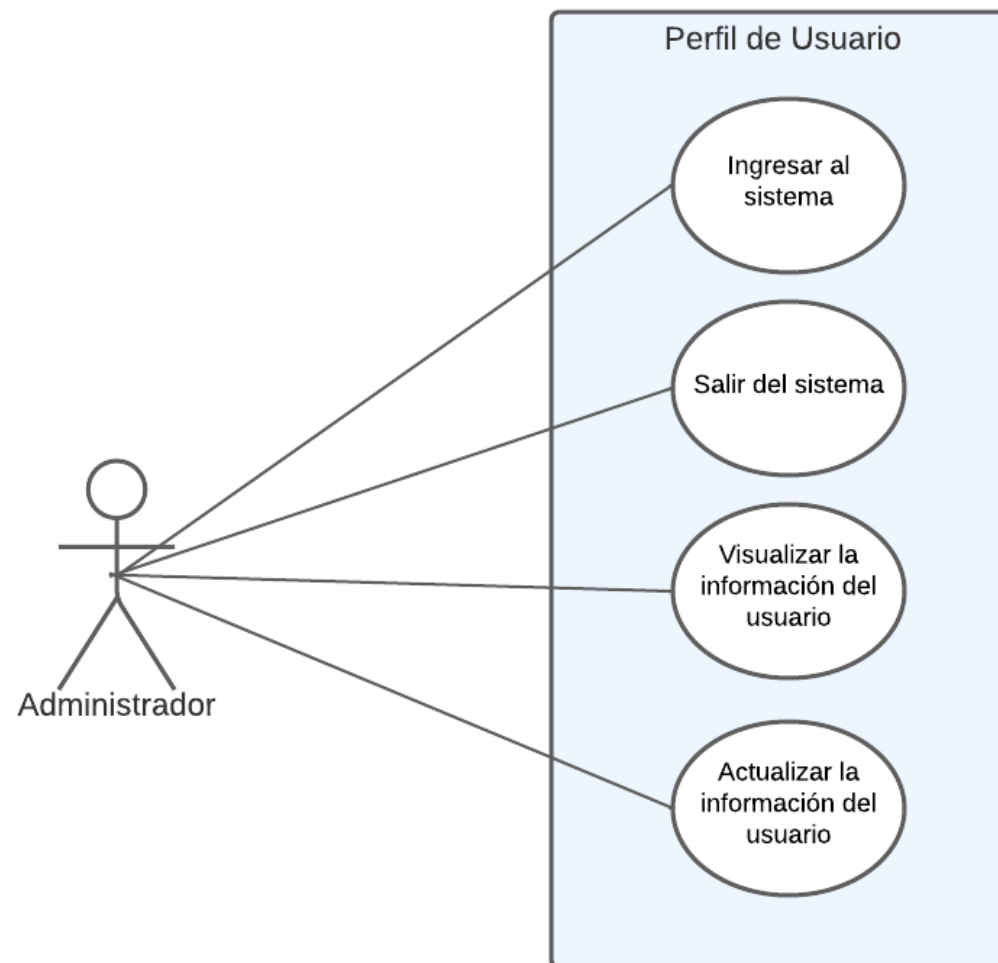 Perfil de Usuario
Ingresar al
sistema
Salir del sistema
Visualizar la
información del
usuario
Administrador
Actualizar la
información del
usuario